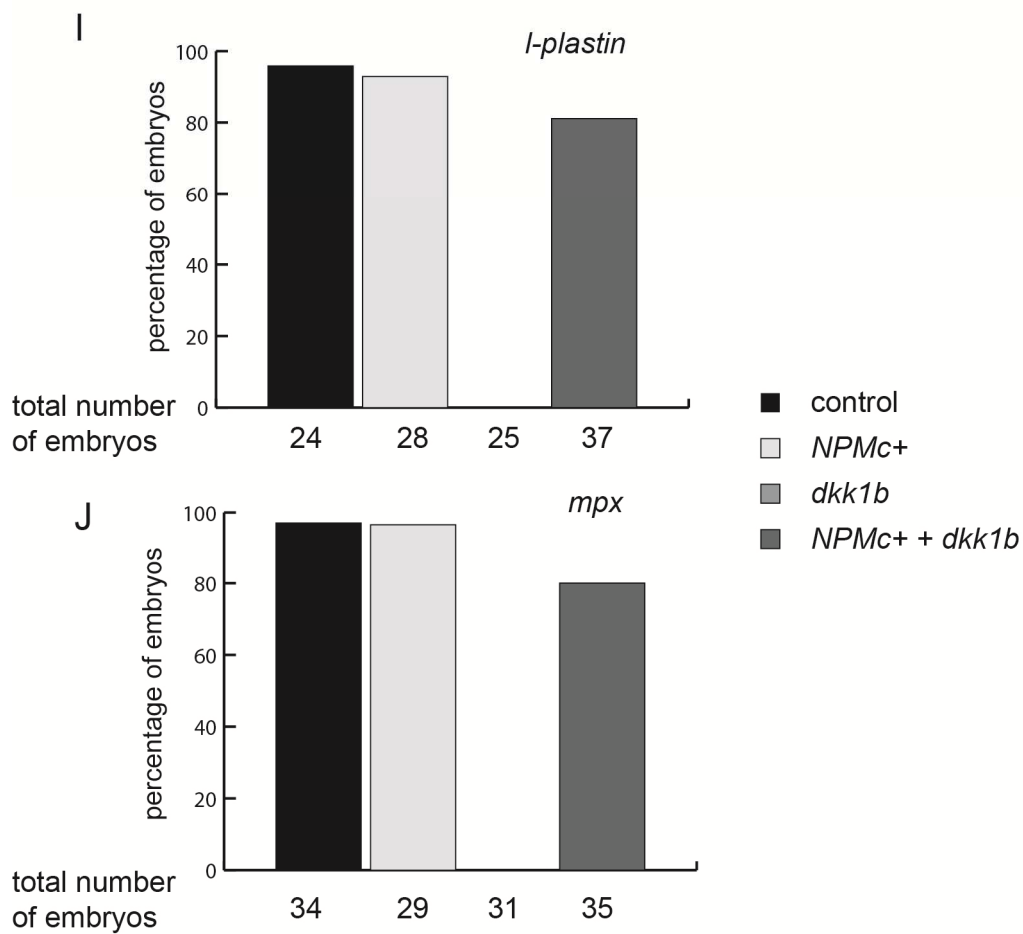 I
l-plastin
percentage of embryos
100
80
60
40
20
0
total number
of embryos
24 28 25 37
control
NPMc+
dkk1b
NPMc+ + dkk1b
J
mpx
percentage of embryos
100
80
60
40
20
0
total number
of embryos
34 29 31 35